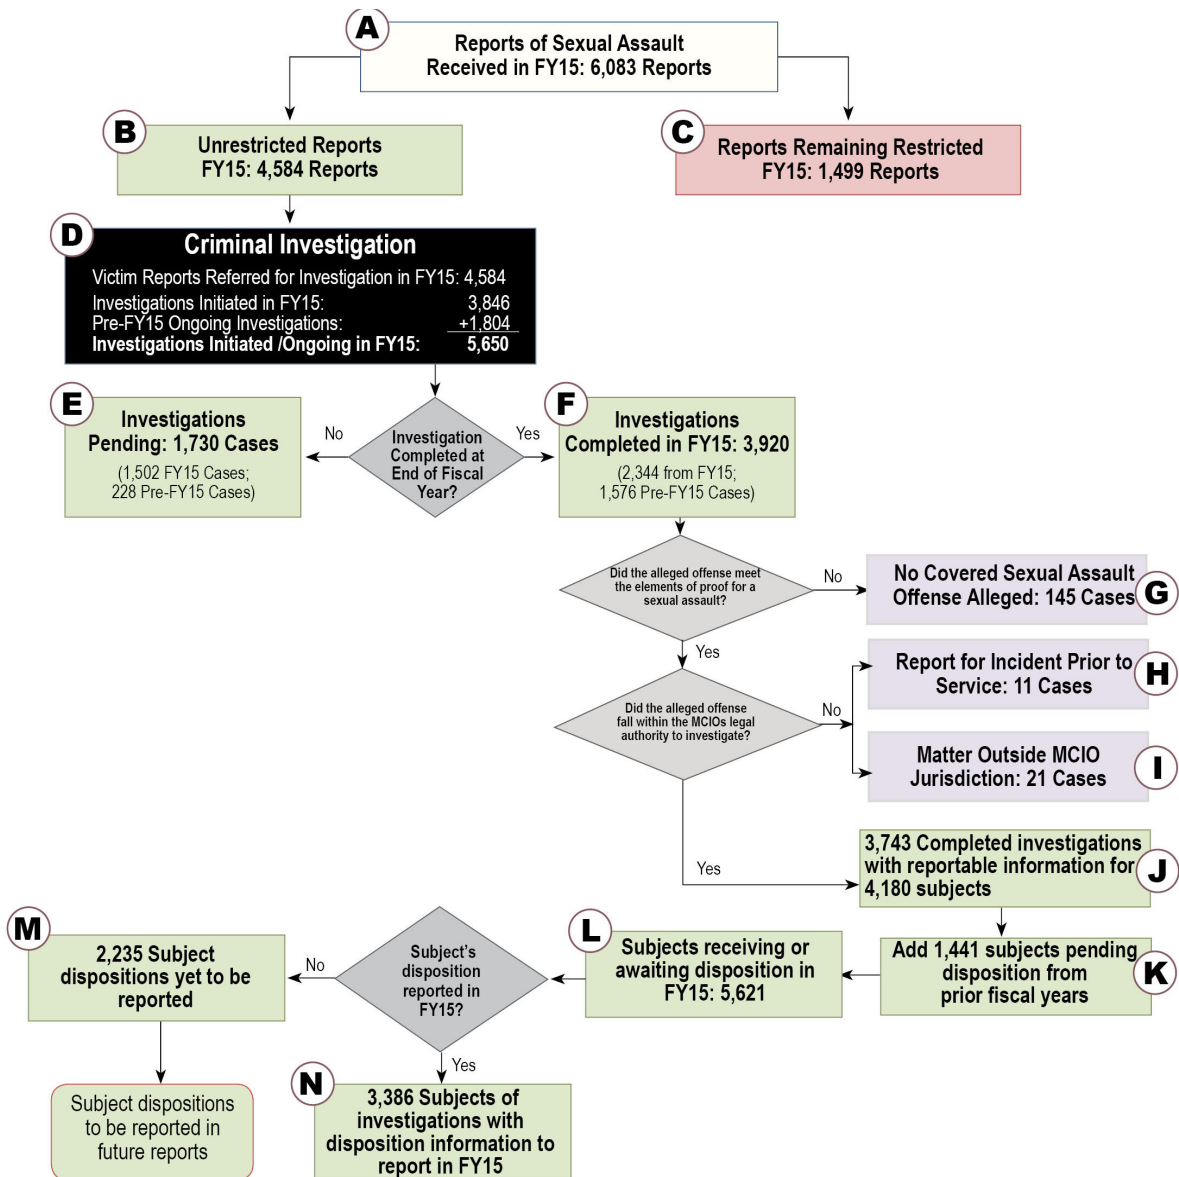 A
Reports of Sexual Assault
Received in FY15: 6,083 Reports
B
Unrestricted Reports
FY15: 4,584 Reports
C
Reports Remaining Restricted
FY15: 1,499 Reports
D
Criminal Investigation
Victim Reports Referred for Investigation in FY15: 4,584
Investigations Initiated in FY15: 3,846
Pre-FY15 Ongoing Investigations: +1,804
Investigations Initiated /Ongoing in FY15: 5,650
E
Investigations
Pending: 1,730 Cases
(1,502 FY15 Cases;
228 Pre-FY15 Cases)
No
Investigation
Completed at
End of Fiscal
Year?
Yes
F
Investigations
Completed in FY15: 3,920
(2,344 from FY15;
1,576 Pre-FY15 Cases)
Did the alleged offense meet
the elements of proof for a
sexual assault?
No
No Covered Sexual Assault
Offense Alleged: 145 Cases
G
Yes
Did the alleged offense
fall within the MCIOs legal
authority to investigate?
No
Report for Incident Prior to
Service: 11 Cases
H
Matter Outside MCIO
Jurisdiction: 21 Cases
I
Yes
3,743 Completed investigations
with reportable information for
4,180 subjects
J
Add 1,441 subjects pending
disposition from
prior fiscal years
K
L
Subjects receiving or
awaiting disposition in
FY15: 5,621
Subject's
disposition
reported in
FY15?
No
M
2,235 Subject
dispositions yet to be
reported
Subject dispositions
to be reported in
future reports
Yes
N
3,386 Subjects of
investigations with
disposition information to
report in FY15